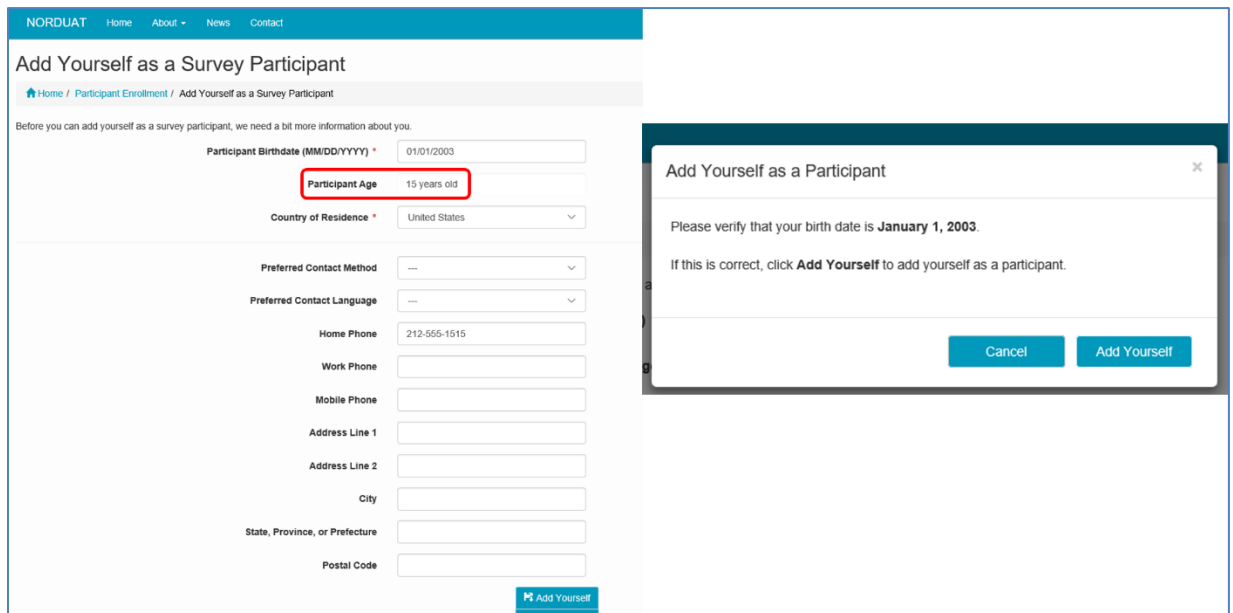 NORDUAT Home About News Contact
Add Yourself as a Survey Participant
Home / Participant Enrollment / Add Yourself as a Survey Participant
Before you can add yourself as a survey participant, we need a bit more information about you.
Participant Birthdate (MM/DD/YYYY) * 01/01/2003
Participant Age 15 years old
Country of Residence * United States
Preferred Contact Method ---
Preferred Contact Language ---
Home Phone 212-555-1515
Work Phone
Mobile Phone
Address Line 1
Address Line 2
City
State, Province, or Prefecture
Postal Code
Add Yourself
Add Yourself as a Participant ×
Please verify that your birth date is January 1, 2003.
If this is correct, click Add Yourself to add yourself as a participant.
Cancel Add Yourself